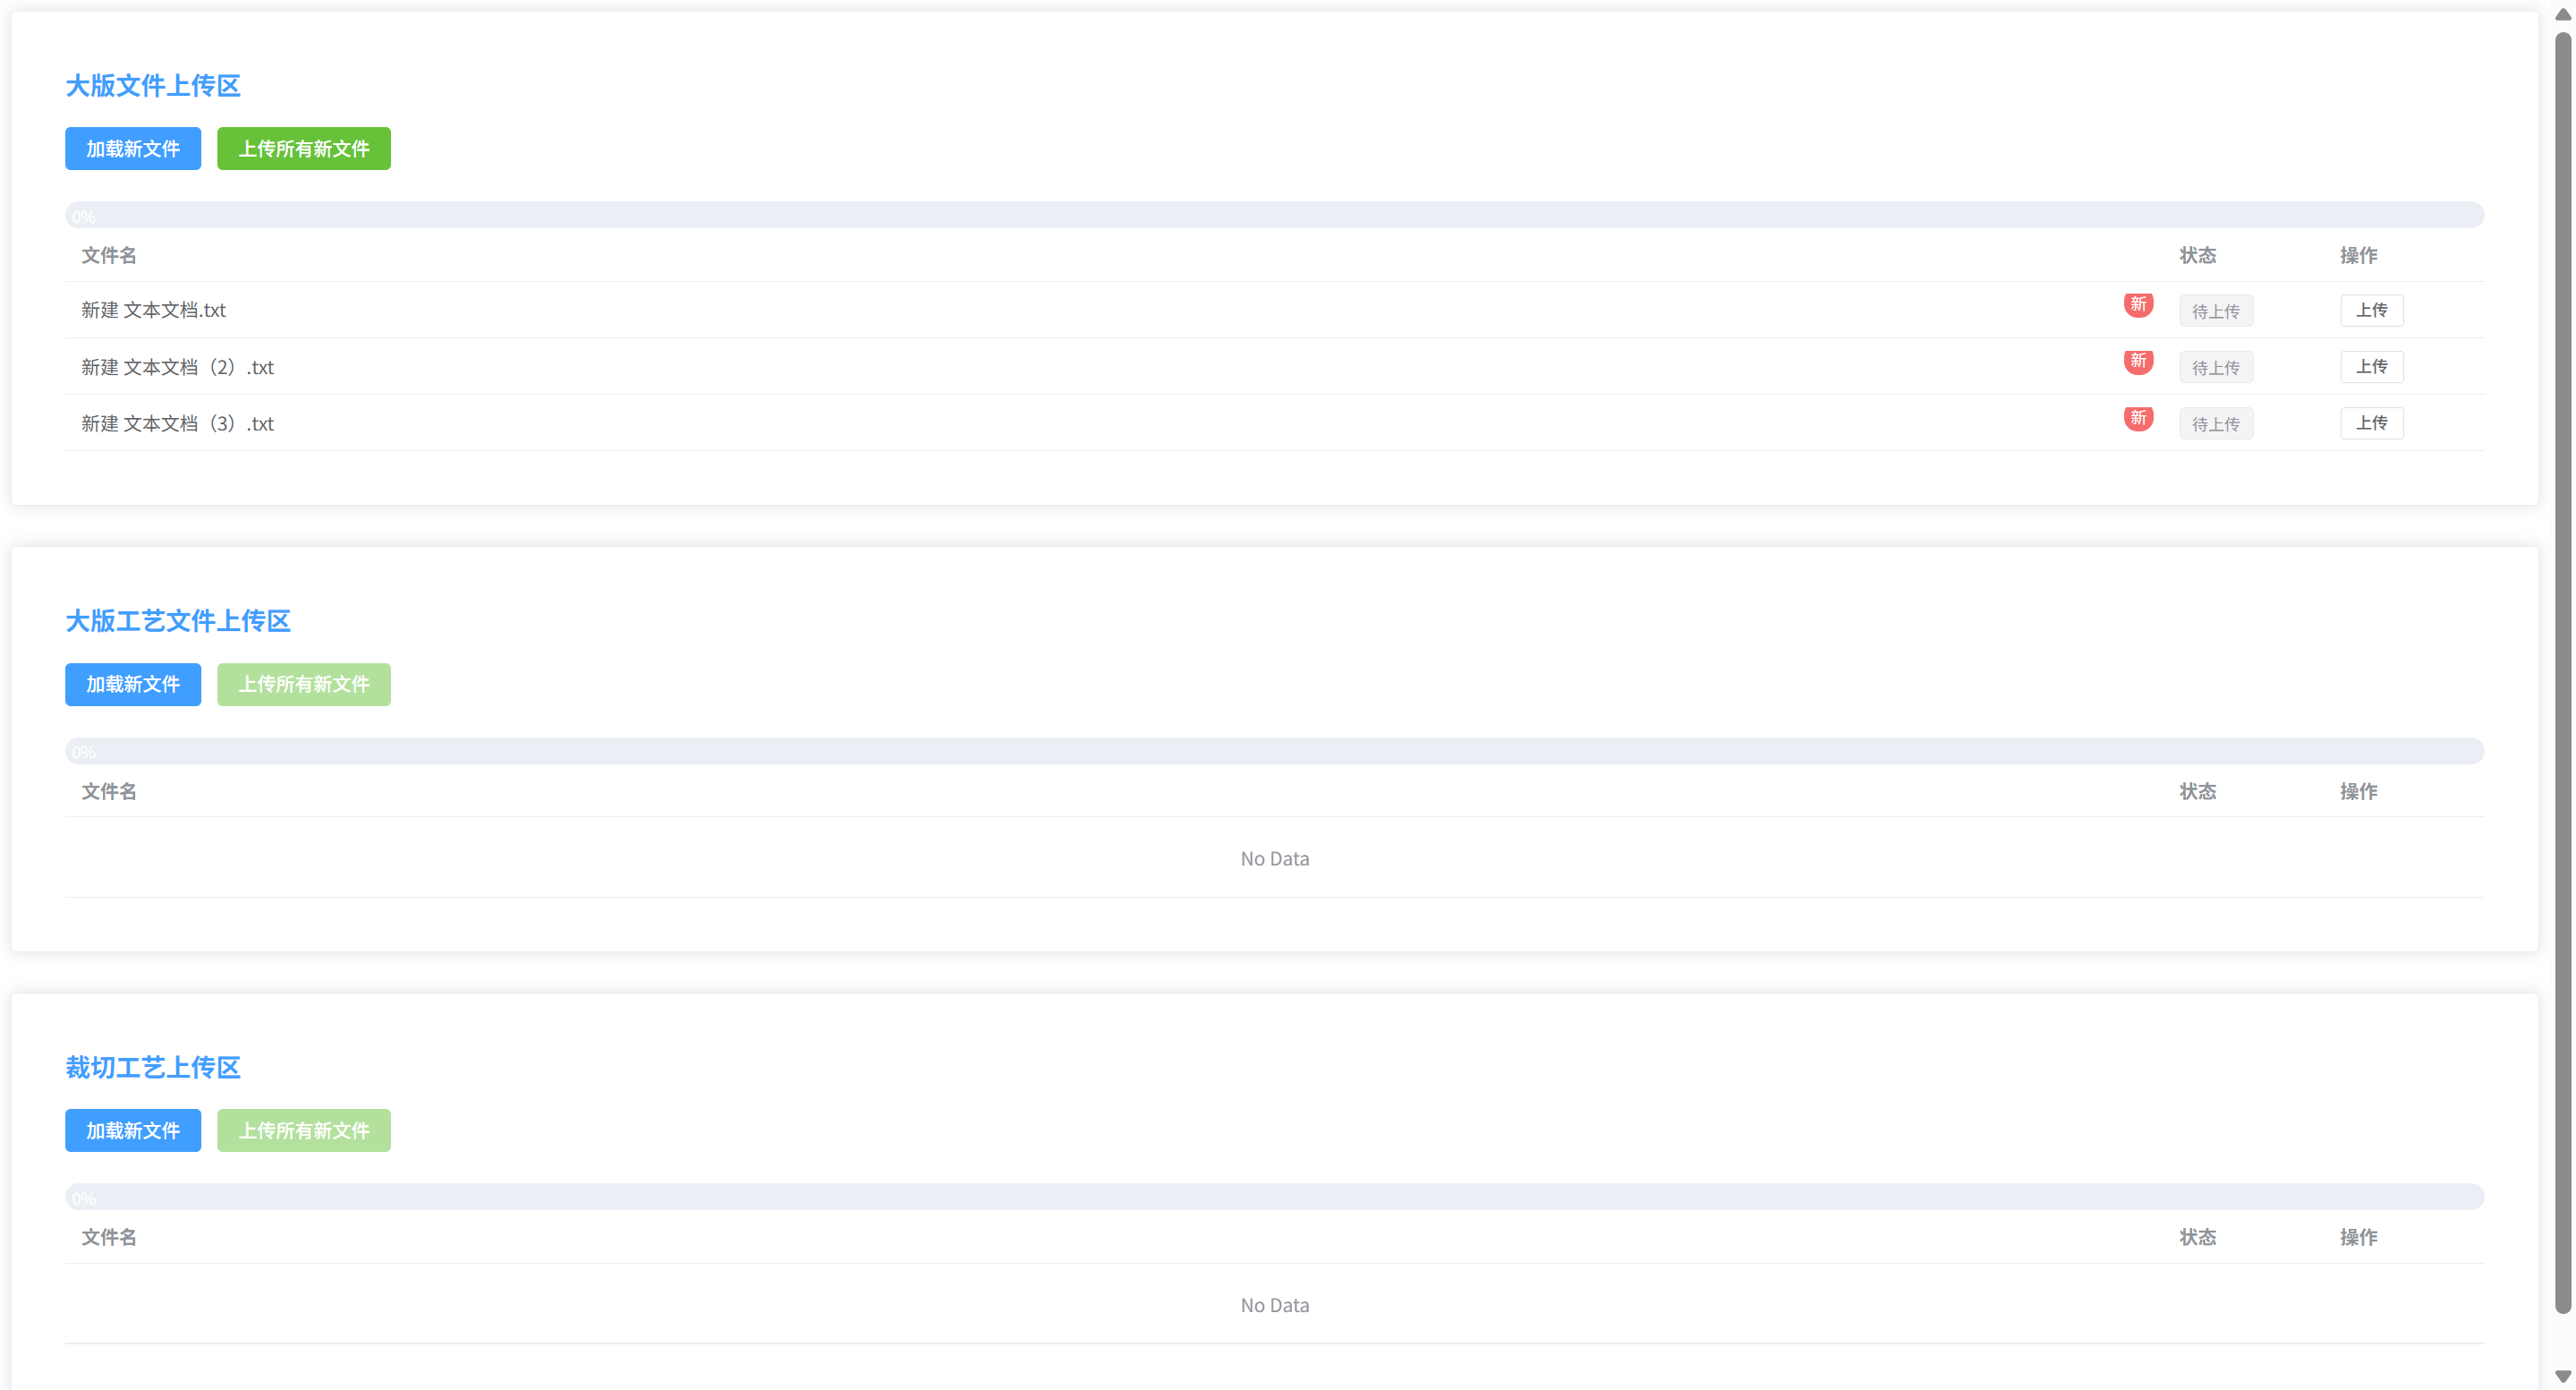 大版文件上传区
加载新文件 上传所有新文件
0%
文件名 状态 操作
新建 文本文档.txt 新 待上传 上传
新建 文本文档（2）.txt 新 待上传 上传
新建 文本文档（3）.txt 新 待上传 上传
大版工艺文件上传区
加载新文件 上传所有新文件
0%
文件名 状态 操作
No Data
裁切工艺上传区
加载新文件 上传所有新文件
0%
文件名 状态 操作
No Data